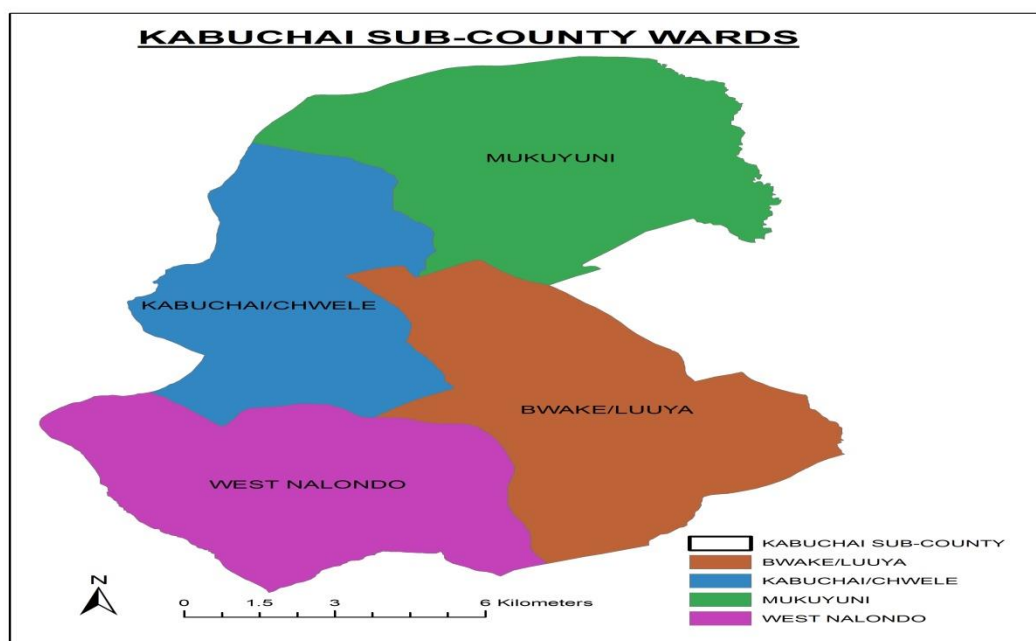 KABUCHAI SUB-COUNTY WARDS
MUKUYUNI
KABUCHAI/CHWELE
BWAKE/LUUYA
WEST NALONDO
KABUCHAI SUB-COUNTY
BWAKE/LUUYA
KABUCHAI/CHWELE
MUKUYUNI
WEST NALONDO
N
0 1.5 3 6 Kilometers